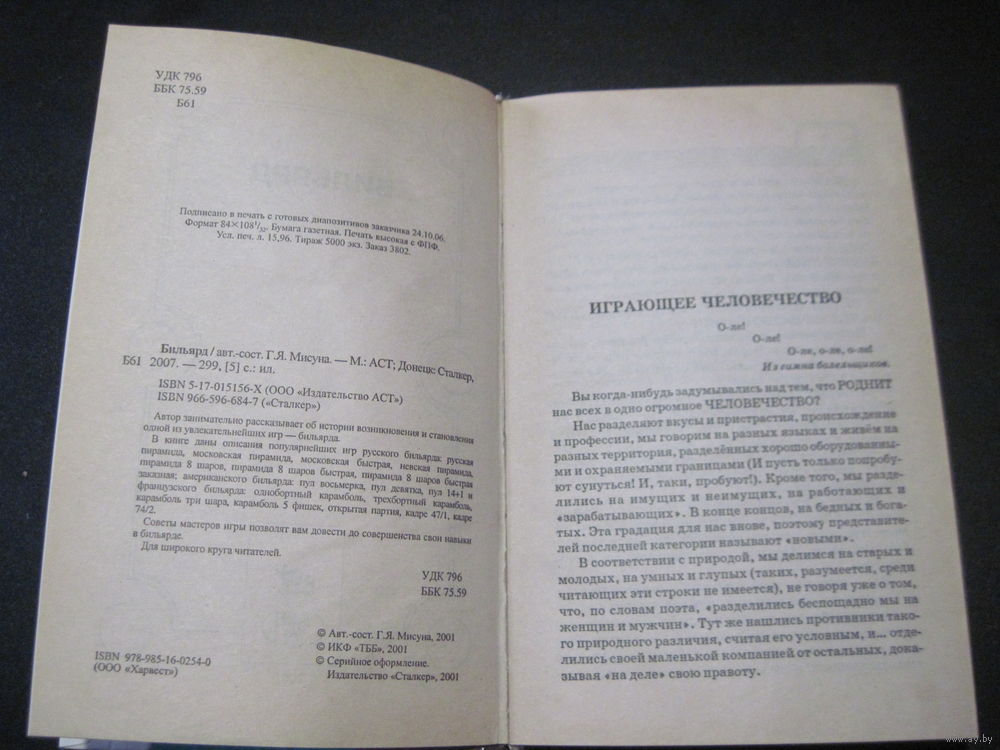 УДК 796
ББК 75.59
Б61
Подписано в печать с готовых диапозитивов заказчика 24.10.06.
Формат 84×108 1/32. Бумага газетная. Печать высокая с ФПФ.
Усл. печ. л. 15,96. Тираж 5000 экз. Заказ 3802.
Бильярд / авт.-сост. Г.Я. Мисуна. — М.: АСТ; Донецк: Сталкер,
Б61 2007. — 299, [5] с.: ил.
ISBN 5-17-015156-X (ООО «Издательство АСТ»)
ISBN 966-596-684-7 («Сталкер»)
Автор занимательно рассказывает об истории возникновения и становления
одной из увлекательнейших игр — бильярда.
В книге даны описания популярнейших игр русского бильярда: русская
пирамида, московская пирамида, московская быстрая, невская пирамида,
пирамида 8 шаров, пирамида 8 шаров быстрая, пирамида 8 шаров быстрая
заказная; американского бильярда: пул восьмерка, пул девятка, пул 14+1 и
французского бильярда: однобортный карамболь, трехбортный карамболь,
карамболь три шара, карамболь 5 фишек, открытая партия, кадре 47/1, кадре
74/2.
Советы мастеров игры позволят вам довести до совершенства свои навыки
в бильярде.
Для широкого круга читателей.
УДК 796
ББК 75.59
© Авт.-сост. Г.Я. Мисуна, 2001
© ИКФ «ТББ», 2001
© Серийное оформление.
Издательство «Сталкер», 2001
ISBN 978-985-16-0254-0
(ООО «Харвест»)
ИГРАЮЩЕЕ ЧЕЛОВЕЧЕСТВО
О-ле!
О-ле!
О-ле, о-ле, о-ле!
Из гимна болельщиков.
Вы когда-нибудь задумывались над тем, что РОДНИТ
нас всех в одно огромное ЧЕЛОВЕЧЕСТВО?
Нас разделяют вкусы и пристрастия, происхождение
и профессии, мы говорим на разных языках и живём на
разных территория, разделённых хорошо оборудованны-
ми и охраняемыми границами (И пусть только попробу-
ют сунуться! И, таки, пробуют!). Кроме того, мы разде-
лились на имущих и неимущих, на работающих и
«зарабатывающих». В конце концов, на бедных и бога-
тых. Эта градация для нас внове, поэтому представите-
лей последней категории называют «новыми».
В соответствии с природой, мы делимся на старых и
молодых, на умных и глупых (таких, разумеется, среди
читающих эти строки не имеется), не говоря уже о том,
что, по словам поэта, «разделились беспощадно мы на
женщин и мужчин». Тут же нашлись противники тако-
го природного различия, считая его условным, и... отде-
лились своей маленькой компанией от остальных, дока-
зывая «на деле» свою правоту.
www.ay.by